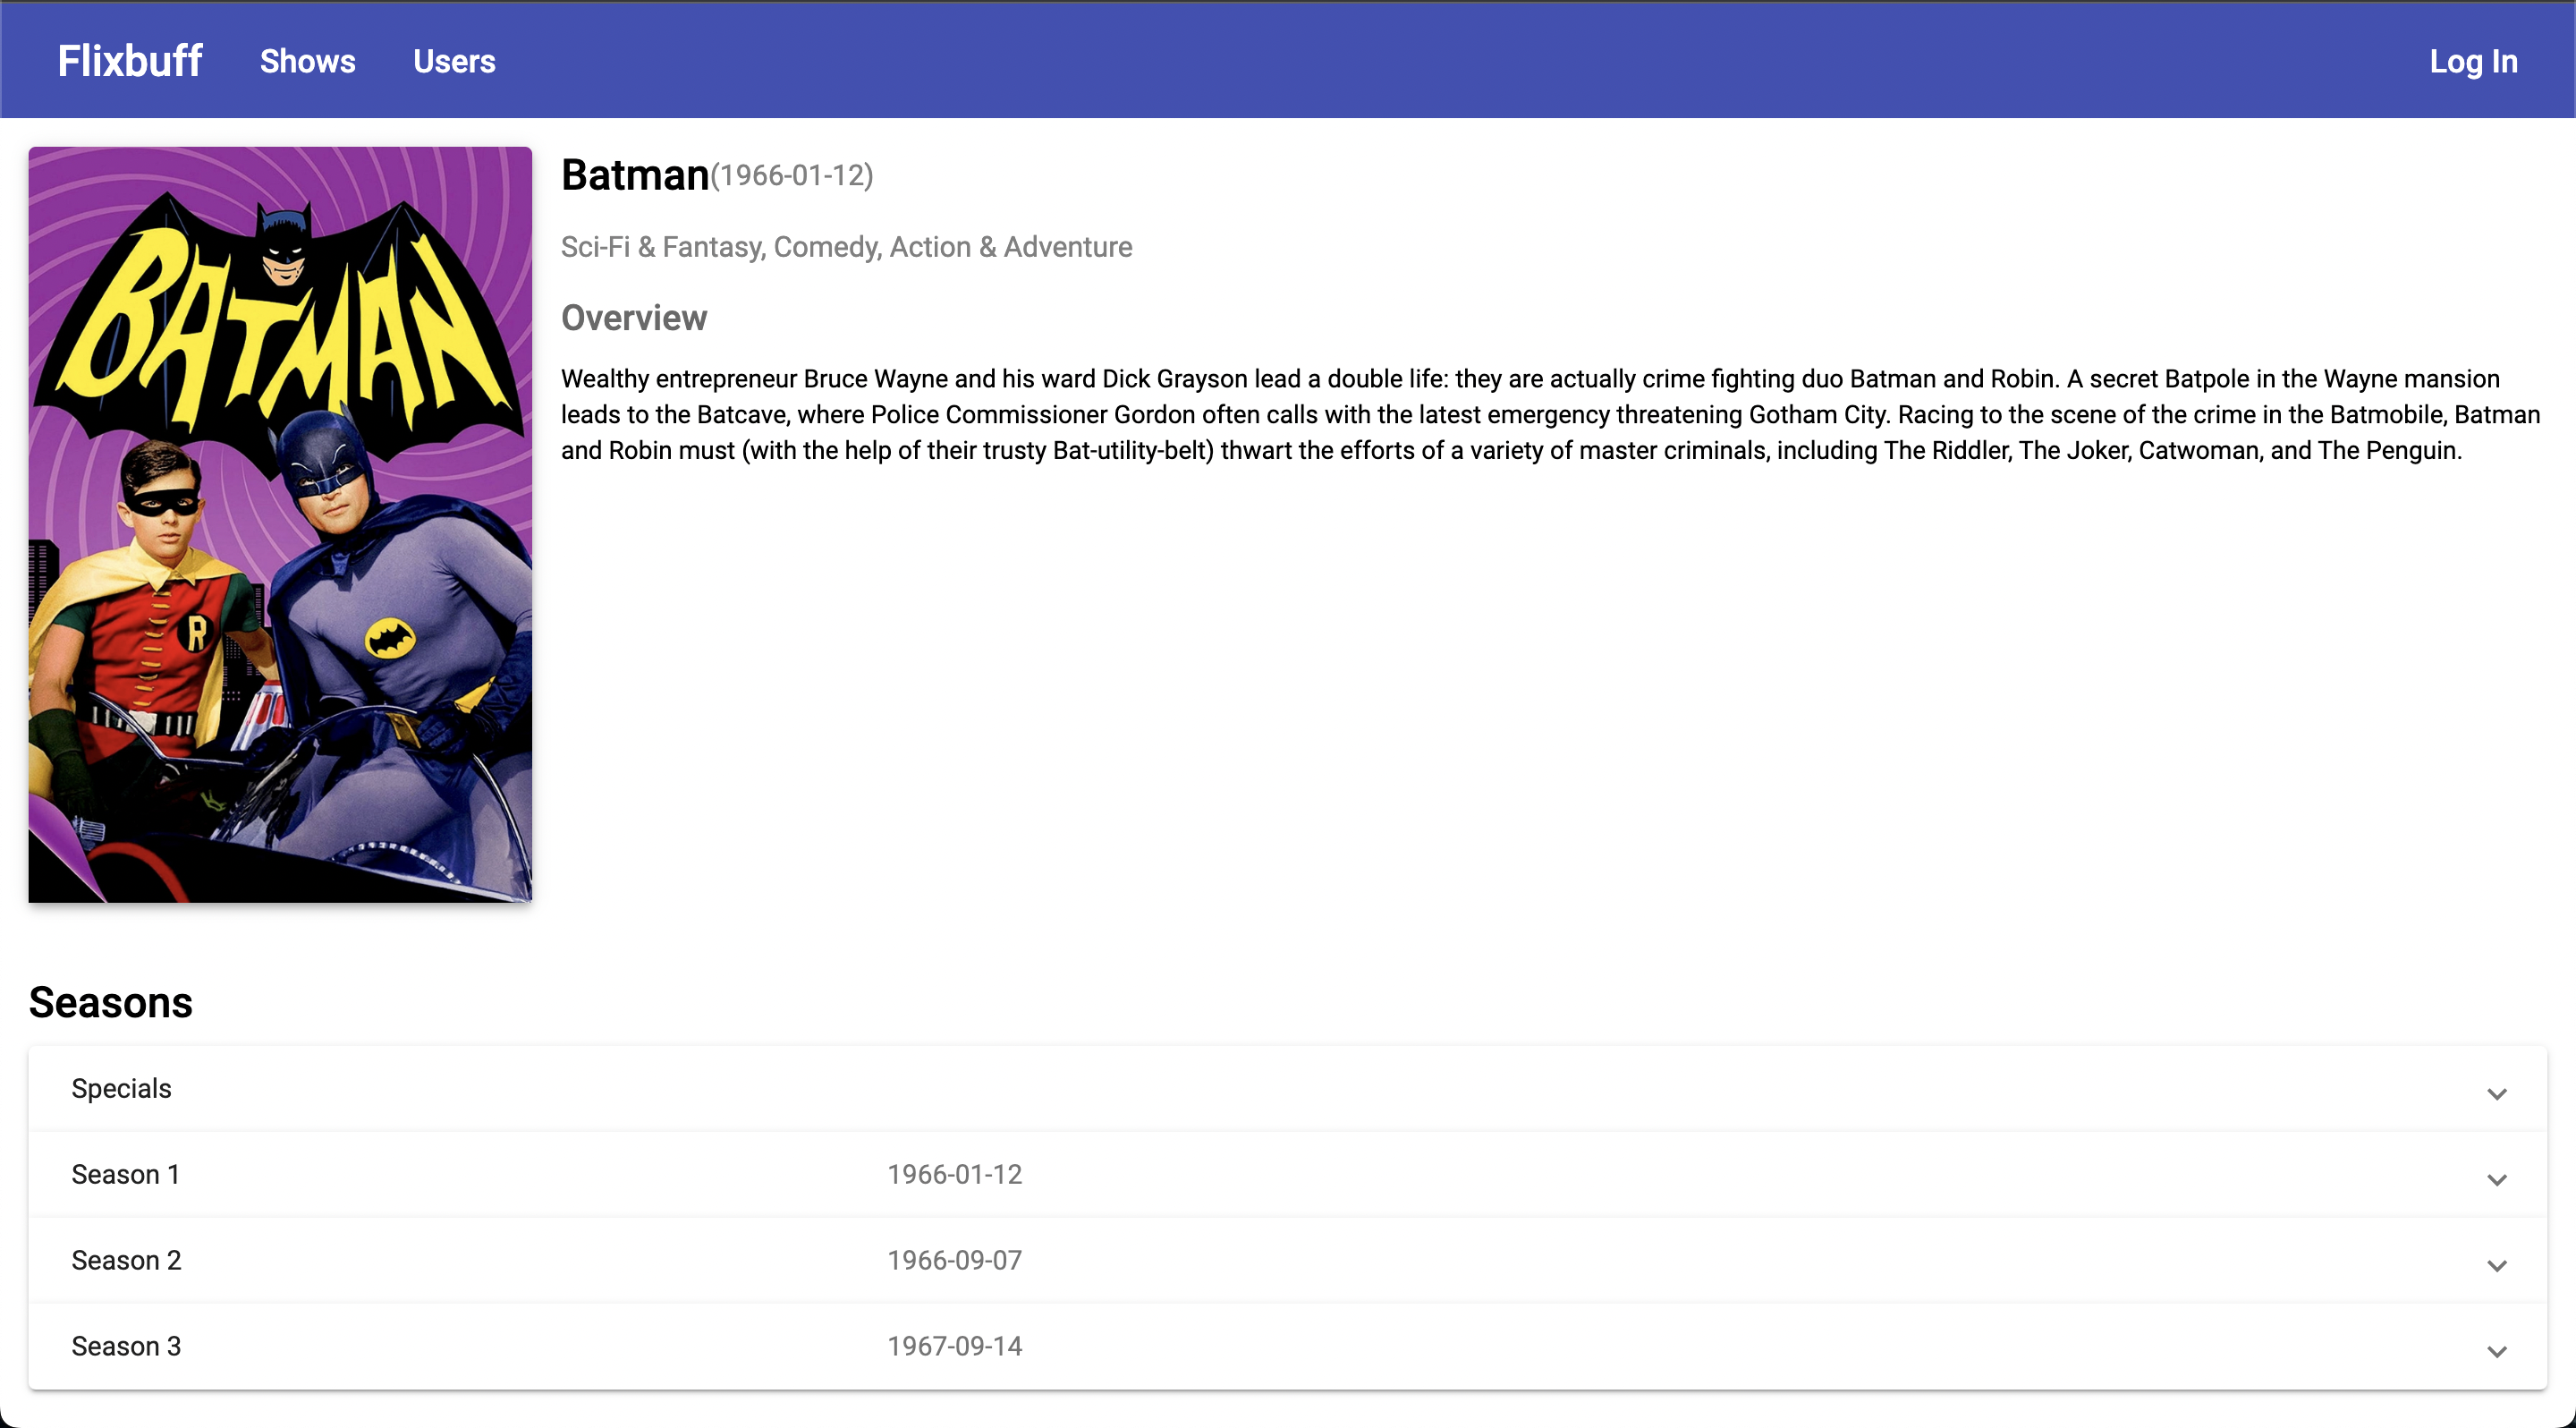 Flixbuff Shows Users Log In
BATMAN
R
Batman(1966-01-12)
Sci-Fi & Fantasy, Comedy, Action & Adventure
Overview
Wealthy entrepreneur Bruce Wayne and his ward Dick Grayson lead a double life: they are actually crime fighting duo Batman and Robin. A secret Batpole in the Wayne mansion
leads to the Batcave, where Police Commissioner Gordon often calls with the latest emergency threatening Gotham City. Racing to the scene of the crime in the Batmobile, Batman
and Robin must (with the help of their trusty Bat-utility-belt) thwart the efforts of a variety of master criminals, including The Riddler, The Joker, Catwoman, and The Penguin.
Seasons
Specials
Season 1 1966-01-12
Season 2 1966-09-07
Season 3 1967-09-14